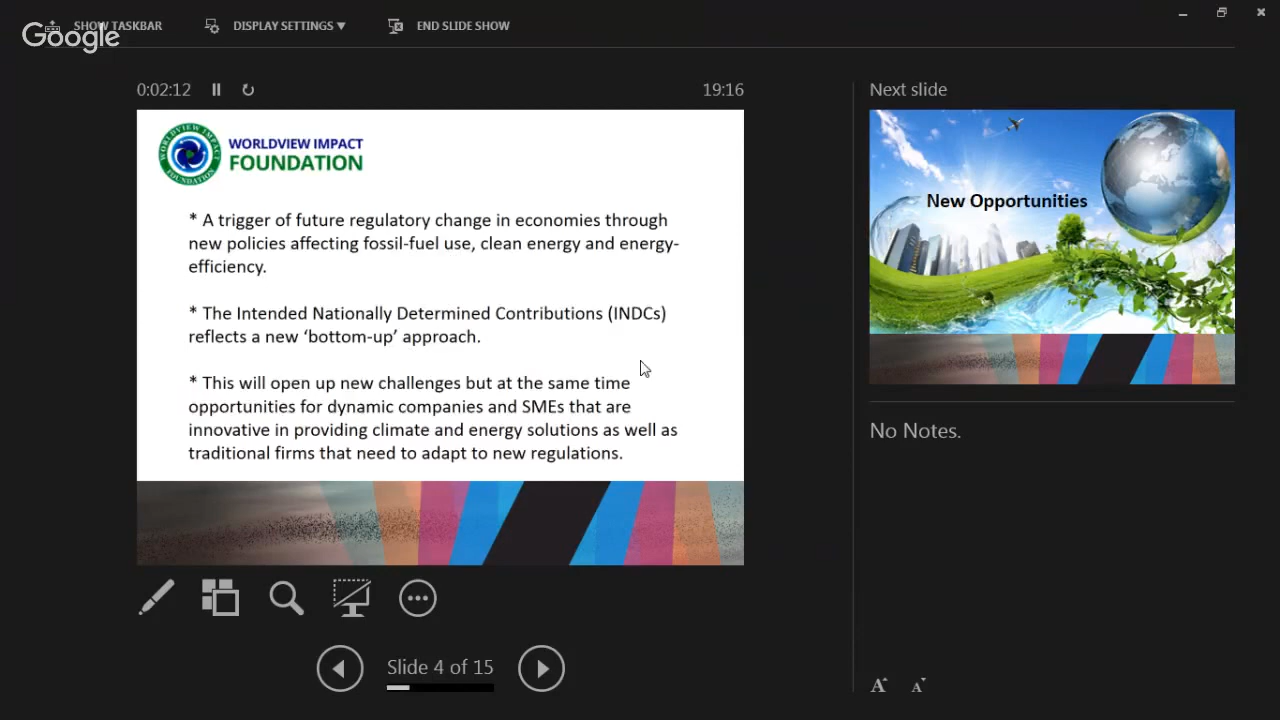 SHOW TASKBAR
DISPLAY SETTINGS ▼
END SLIDE SHOW
Google
0:02:12
19:16
Next slide
WORLDVIEW IMPACT FOUNDATION
WORLDVIEW IMPACT
FOUNDATION
* A trigger of future regulatory change in economies through
new policies affecting fossil-fuel use, clean energy and energy-
efficiency.
* The Intended Nationally Determined Contributions (INDCs)
reflects a new ‘bottom-up’ approach.
* This will open up new challenges but at the same time
opportunities for dynamic companies and SMEs that are
innovative in providing climate and energy solutions as well as
traditional firms that need to adapt to new regulations.
New Opportunities
No Notes.
Slide 4 of 15
A A